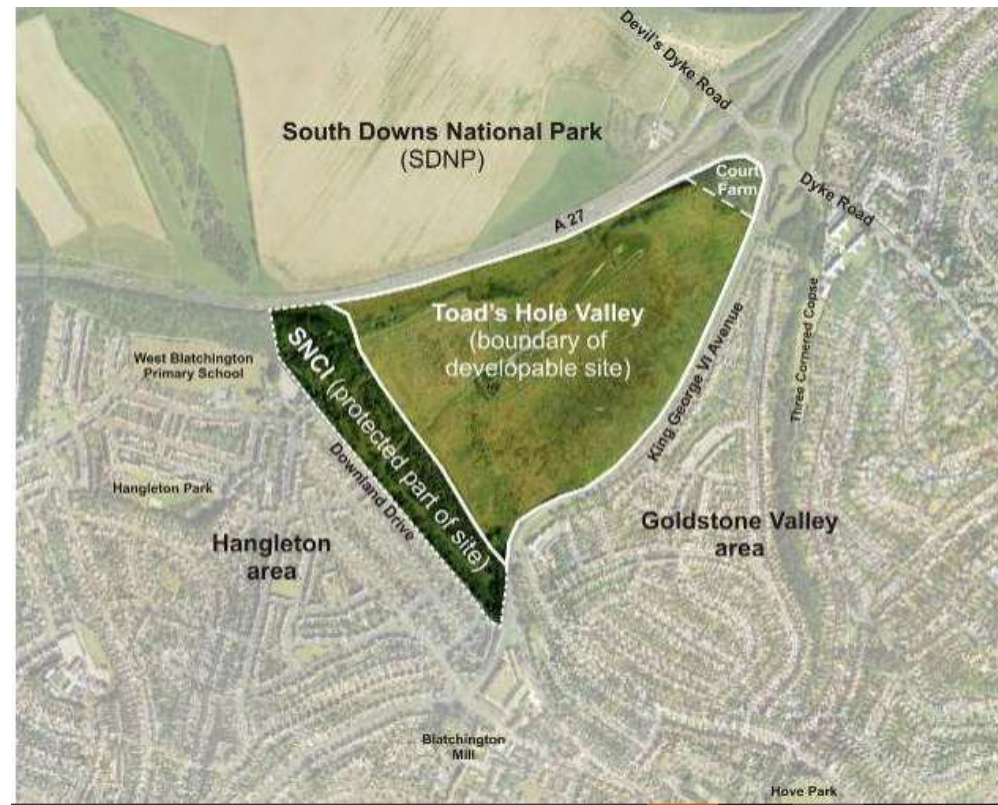 Devil's Dyke Road
South Downs National Park
(SDNP)
Court
Farm
Dyke Road
A 27
Toad's Hole Valley
(boundary of
developable site)
Three Cornered Copse
King George VI Avenue
SNCI (protected part of site)
West Blatchington
Primary School
Downland Drive
Hangleton Park
Goldstone Valley
area
Hangleton
area
Blatchington
Mill
Hove Park